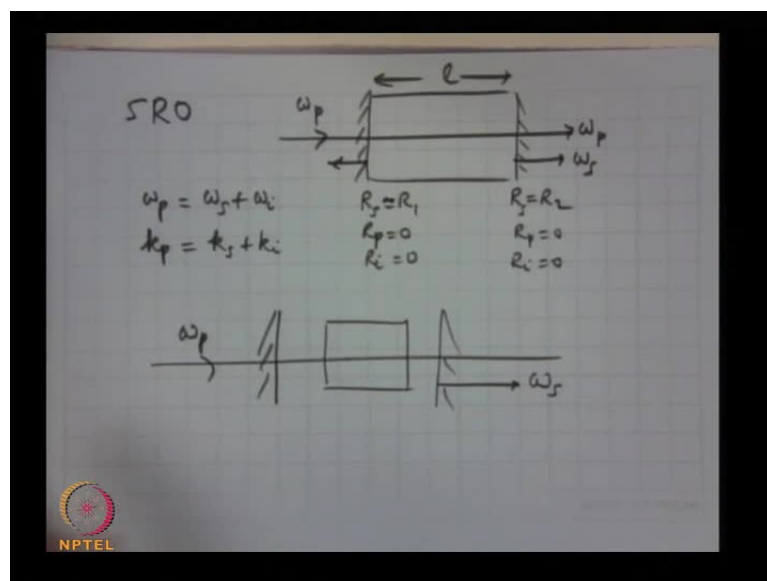 SRO
l
ωp
ωp
ωs
ωp = ωs + ωi
kp = ks + ki
Rs ≃ R1
Rp = 0
Ri = 0
Rs = R2
Rp = 0
Ri = 0
ωp
ωs
NPTEL